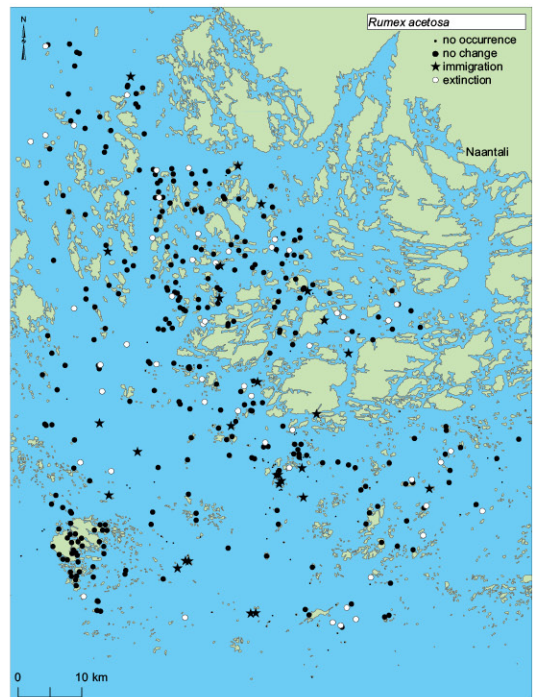 N
Rumex acetosa
no occurrence
no change
immigration
extinction
Naantali
0 10 km